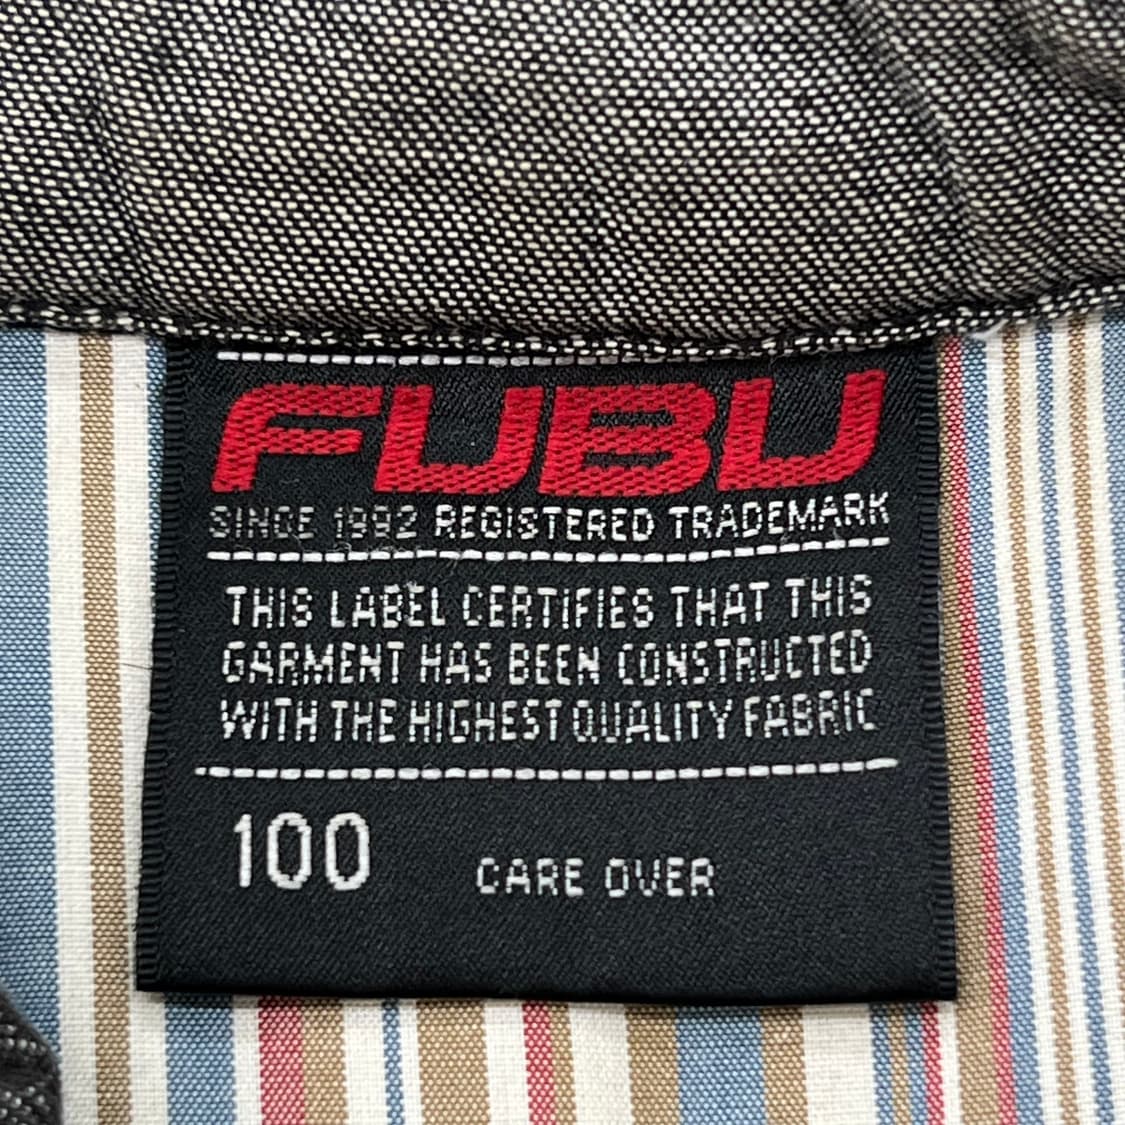 FUBU
SINCE 1992 REGISTERED TRADEMARK
THIS LABEL CERTIFIES THAT THIS
GARMENT HAS BEEN CONSTRUCTED
WITH THE HIGHEST QUALITY FABRIC
100 CARE OVER